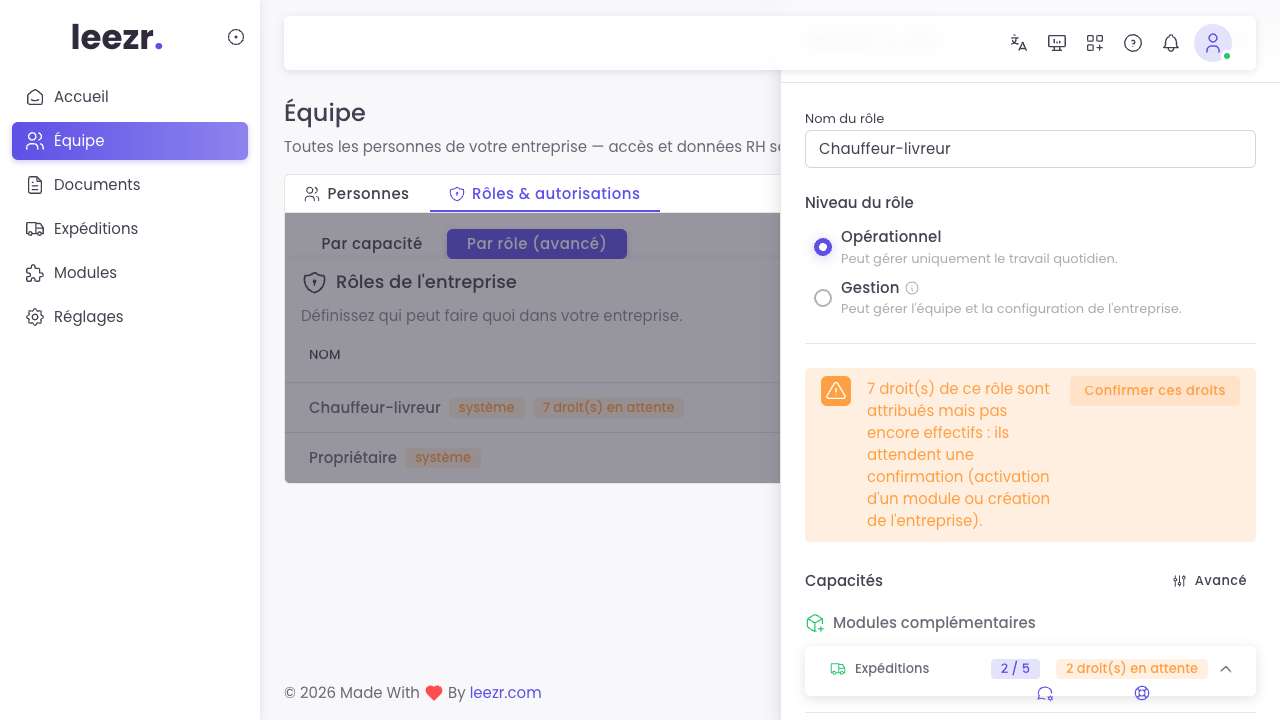 leezr.
Accueil
Équipe
Documents
Expéditions
Modules
Réglages
Équipe
Toutes les personnes de votre entreprise — accès et données RH
Personnes
Rôles & autorisations
Par capacité
Par rôle (avancé)
Rôles de l'entreprise
Définissez qui peut faire quoi dans votre entreprise.
NOM
Chauffeur-livreur système 7 droit(s) en attente
Propriétaire système
© 2026 Made With By leezr.com
Nom du rôle
Chauffeur-livreur
Niveau du rôle
Opérationnel
Peut gérer uniquement le travail quotidien.
Gestion
Peut gérer l'équipe et la configuration de l'entreprise.
7 droit(s) de ce rôle sont
attribués mais pas
encore effectifs : ils
attendent une
confirmation (activation
d'un module ou création
de l'entreprise).
Confirmer ces droits
Capacités
Avancé
Modules complémentaires
Expéditions 2 / 5 2 droit(s) en attente